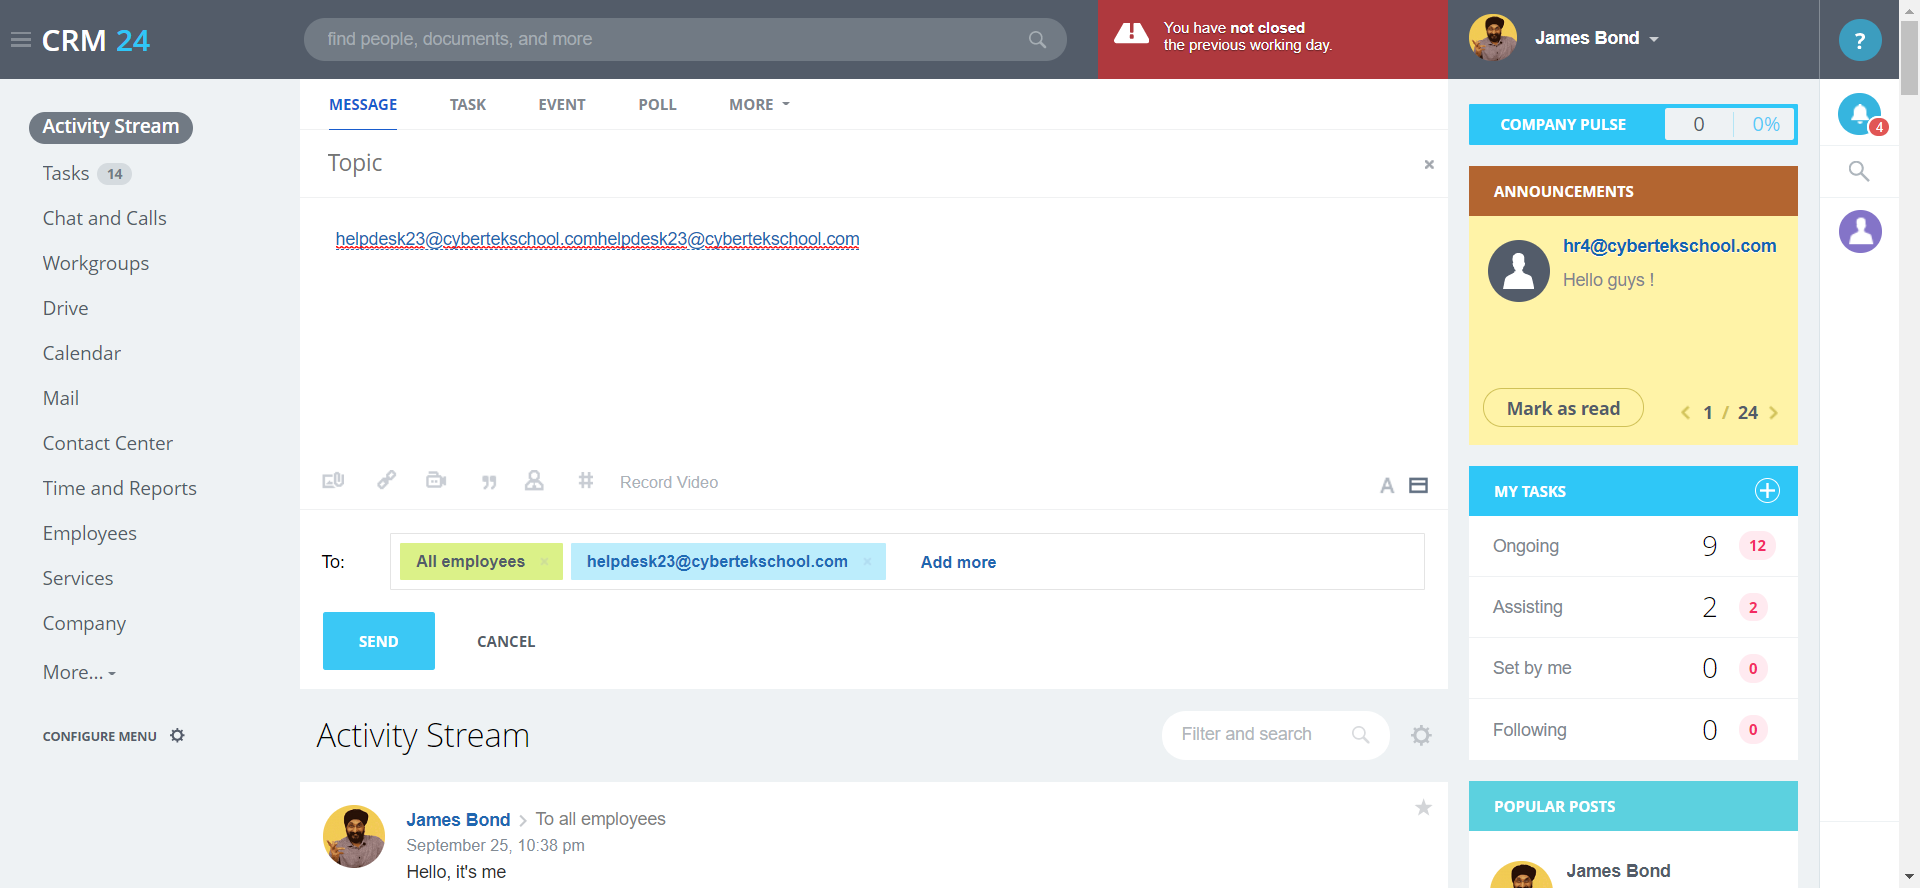 CRM 24
find people, documents, and more
You have not closed
the previous working day.
James Bond
?
Activity Stream
Tasks 14
Chat and Calls
Workgroups
Drive
Calendar
Mail
Contact Center
Time and Reports
Employees
Services
Company
More...
CONFIGURE MENU
MESSAGE TASK EVENT POLL MORE
Topic
helpdesk23@cybertekschool.comhelpdesk23@cybertekschool.com
Record Video
A
To: All employees helpdesk23@cybertekschool.com Add more
SEND CANCEL
Activity Stream
Filter and search
James Bond To all employees
September 25, 10:38 pm
Hello, it's me
COMPANY PULSE 0 0%
ANNOUNCEMENTS
hr4@cybertekschool.com
Hello guys !
Mark as read 1 / 24
MY TASKS
Ongoing 9 12
Assisting 2 2
Set by me 0 0
Following 0 0
POPULAR POSTS
James Bond
4